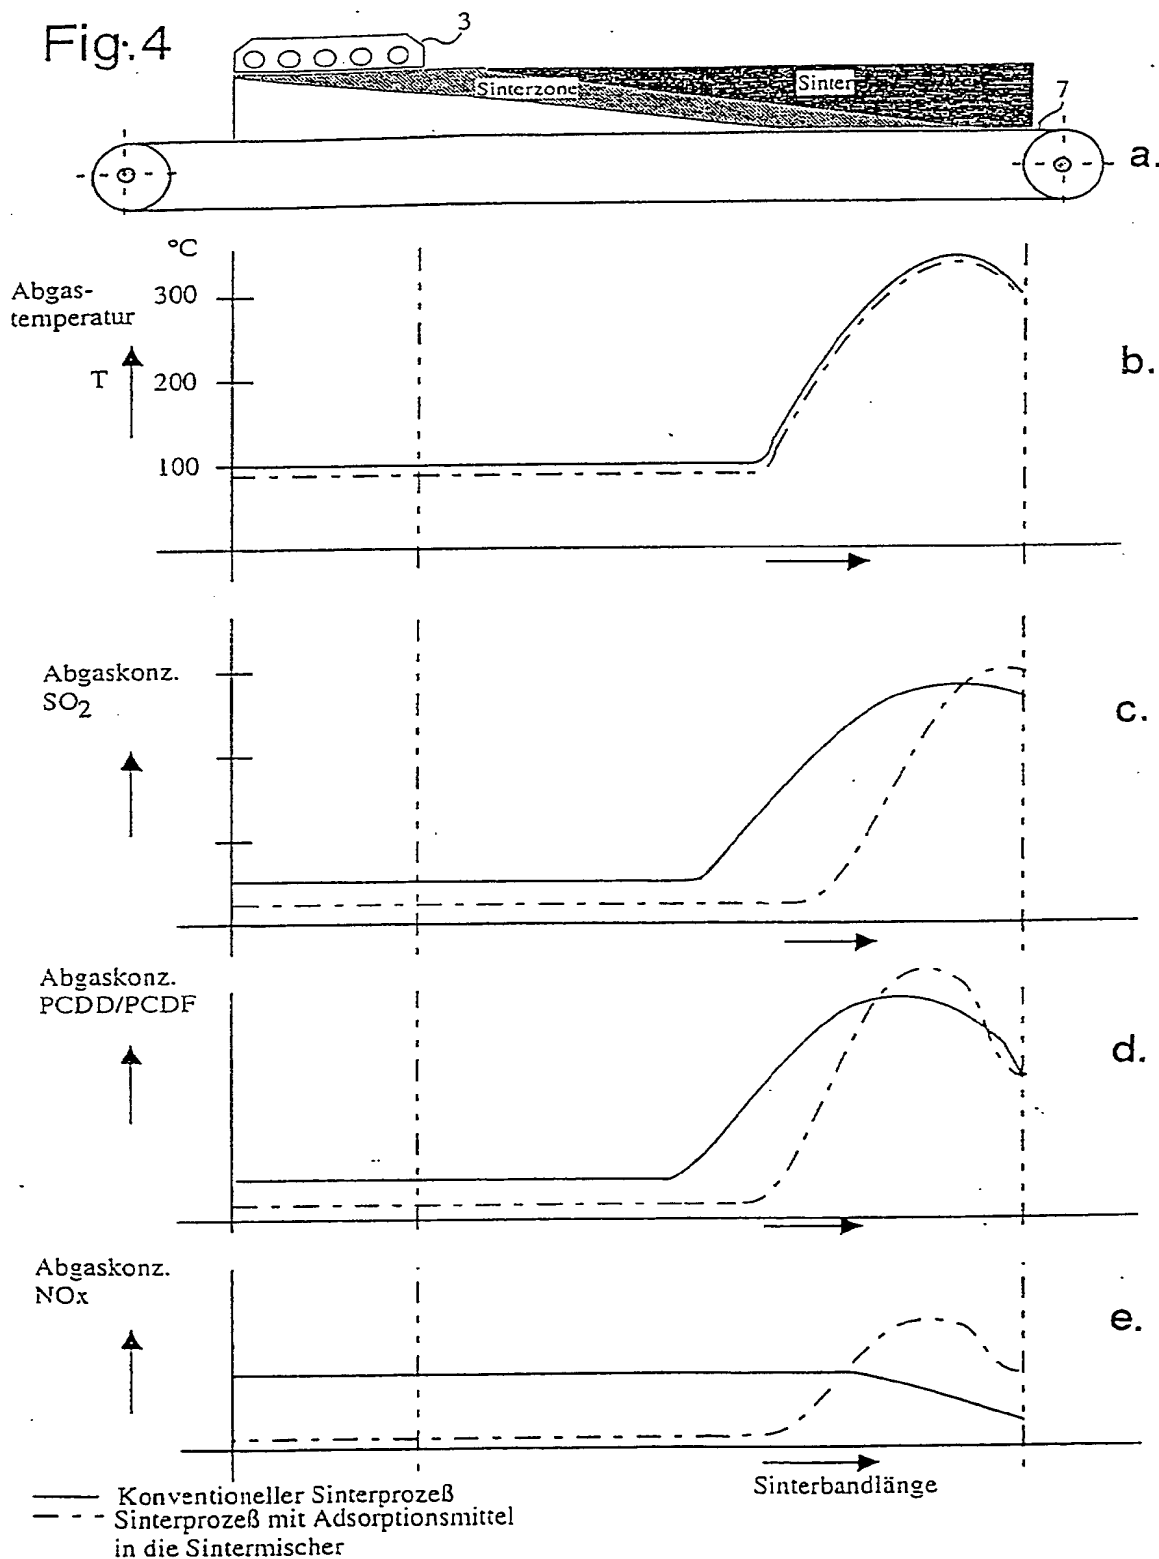 Fig.4
3
Sinterzone
Sinter
7
a.
°C
Abgas-
temperatur
300
T
200
100
b.
Abgaskonz.
SO2
c.
Abgaskonz.
PCDD/PCDF
d.
Abgaskonz.
NOx
e.
Sinterbandlänge
Konventioneller Sinterprozeß
Sinterprozeß mit Adsorptionsmittel
in die Sintermischer